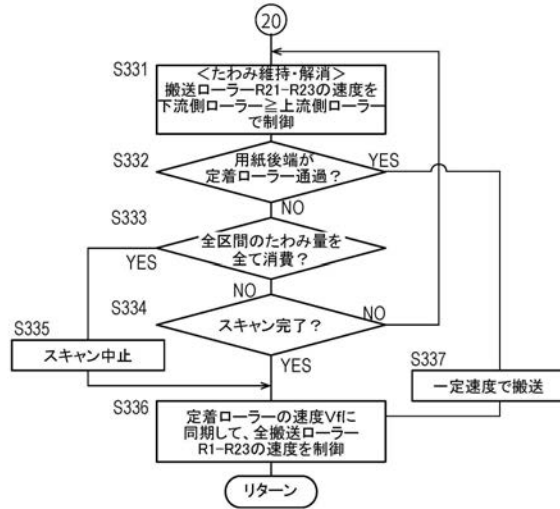 20
S331
<たわみ維持・解消>
搬送ローラーR21-R23の速度を
下流側ローラー≧上流側ローラー
で制御
S332
用紙後端が
定着ローラー通過？
YES
NO
S333
全区間のたわみ量を
全て消費？
YES
NO
S334
スキャン完了？
NO
YES
S335
スキャン中止
S337
一定速度で搬送
S336
定着ローラーの速度Vfに
同期して、全搬送ローラー
R1-R23の速度を制御
リターン